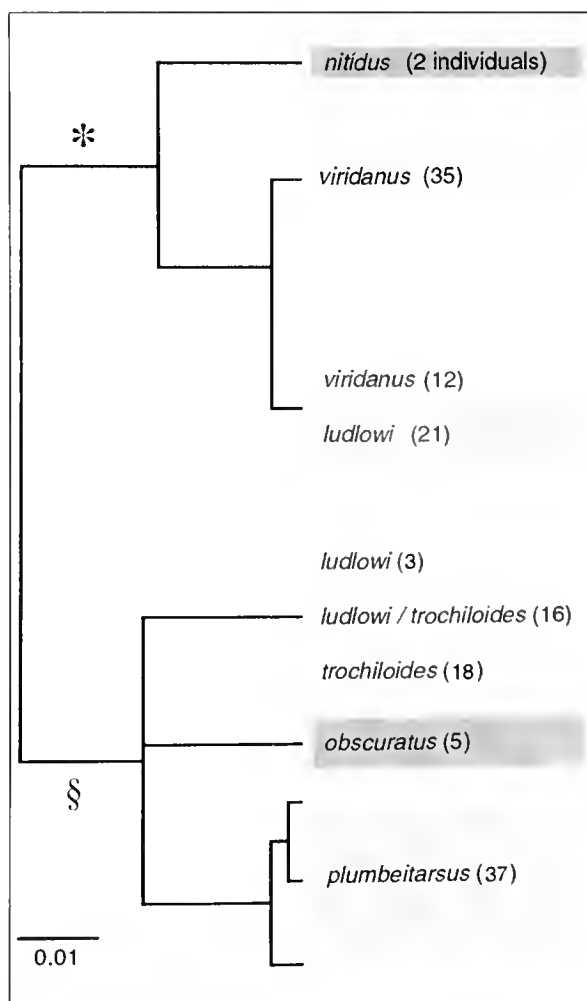 nitidus (2 individuals)
*
viridanus (35)
viridanus (12)
ludlowi (21)
ludlowi (3)
ludlowi / trochiloides (16)
trochiloides (18)
obscuratus (5)
§
plumbeitarsus (37)
0.01